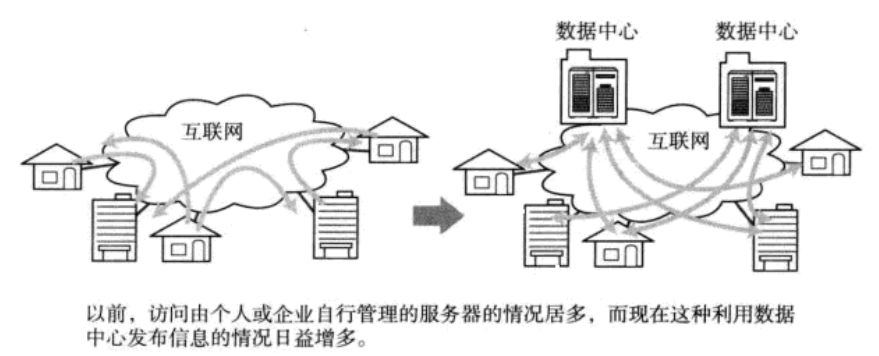 数据中心
数据中心
互联网
互联网
以前，访问由个人或企业自行管理的服务器的情况居多，而现在这种利用数据
中心发布信息的情况日益增多。